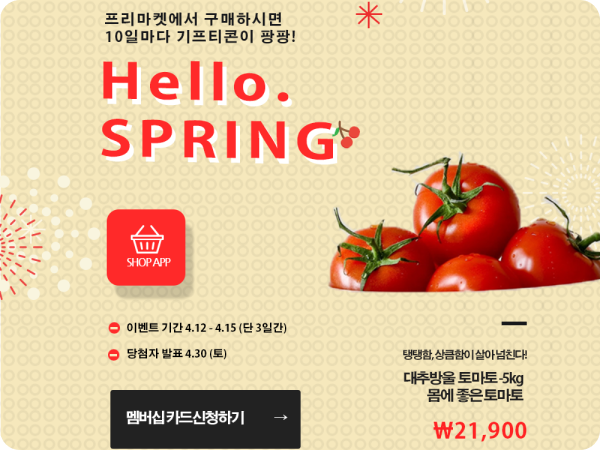 프리마켓에서 구매하시면
10일마다 기프티콘이 팡팡!
Hello.
SPRING
SHOP APP
이벤트 기간 4.12 - 4.15 (단 3일간)
당첨자 발표 4.30 (토)
멤버십 카드신청하기 →
탱탱함, 상큼함이 살아 넘친다!
대추방울 토마토 -5kg
몸에 좋은 토마토
₩21,900